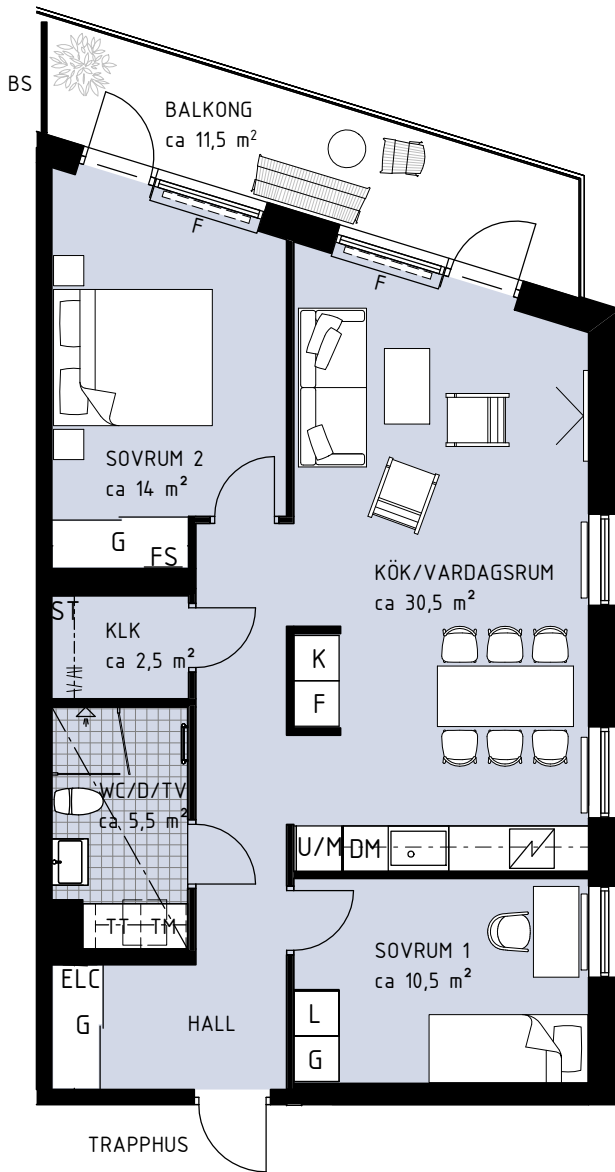 BS
BALKONG
ca 11,5 m²
F
F
SOVRUM 2
ca 14 m²
G
FS
KÖK/VARDAGSRUM
ca 30,5 m²
ST
KLK
ca 2,5 m²
K
F
WC/D/TV
ca 5,5 m²
U/M
DM
TT
TM
SOVRUM 1
ca 10,5 m²
ELC
G
HALL
L
G
TRAPPHUS